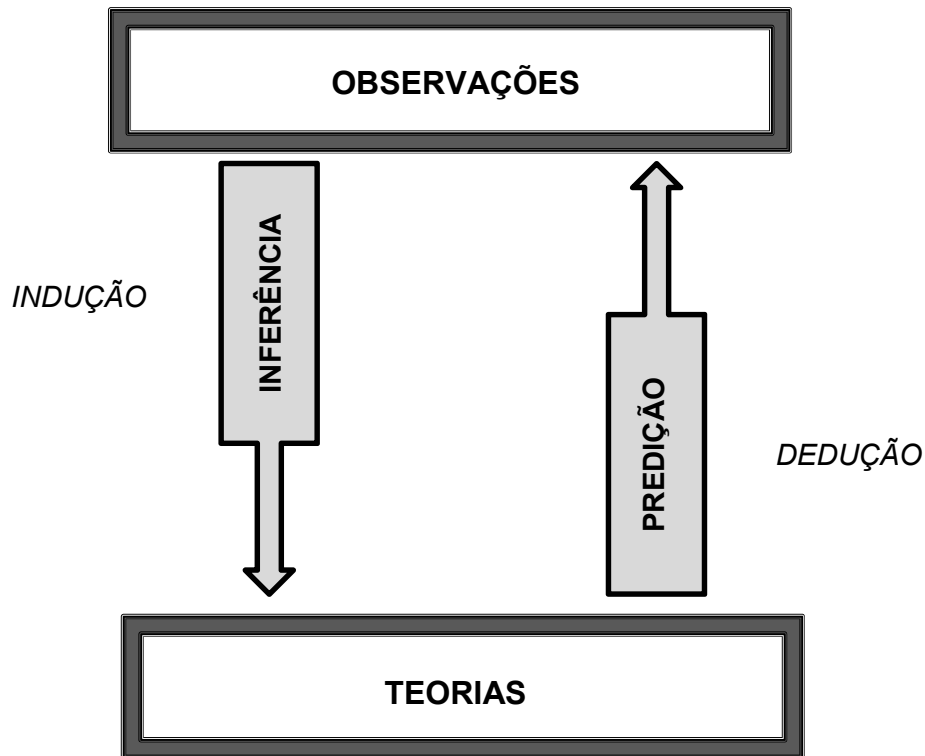 OBSERVAÇÕES
INFERÊNCIA
INDUÇÃO
PREDIÇÃO
DEDUÇÃO
TEORIAS